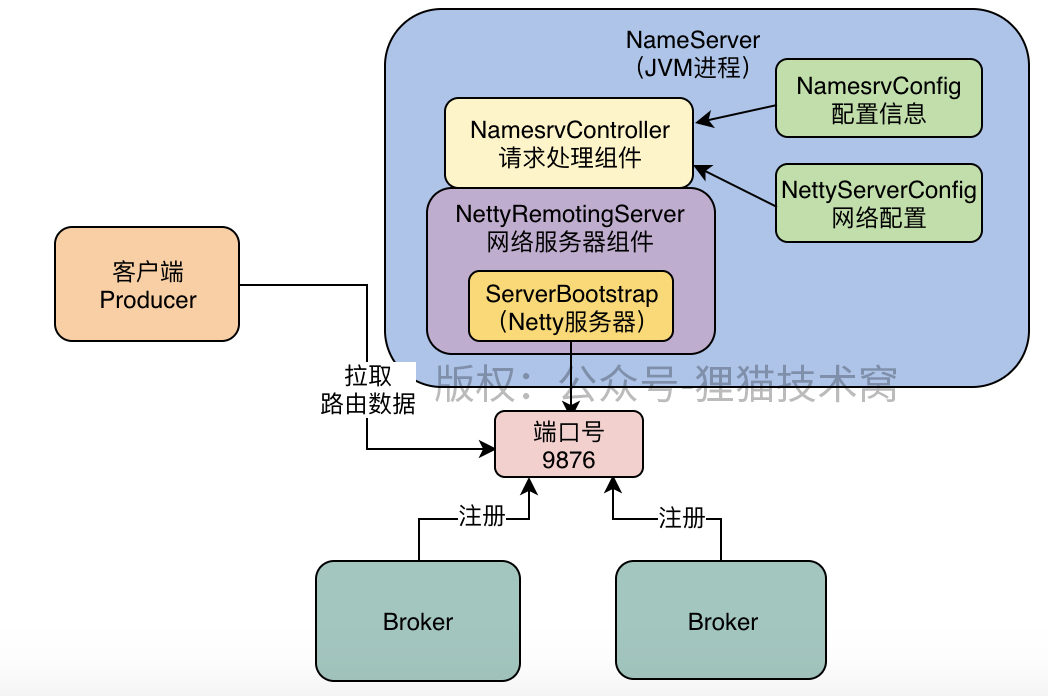 NameServer
（JVM进程）
NamesrvConfig
配置信息
NamesrvController
请求处理组件
NettyServerConfig
网络配置
NettyRemotingServer
网络服务器组件
ServerBootstrap
（Netty服务器）
客户端
Producer
拉取
路由数据
版权：公众号-狸猫技术窝
端口号
9876
注册
注册
Broker
Broker